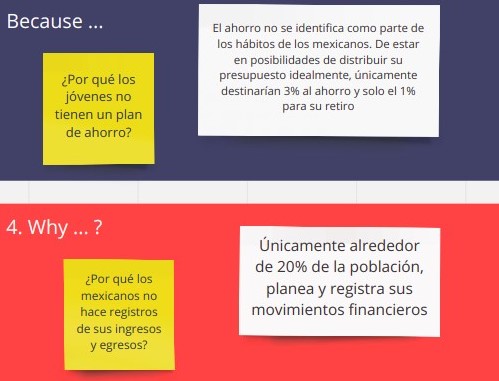 Because ...
¿Por qué los
jóvenes no
tienen un plan
de ahorro?
El ahorro no se identifica como parte de
los hábitos de los mexicanos. De estar
en posibilidades de distribuir su
presupuesto idealmente, únicamente
destinarían 3% al ahorro y solo el 1%
para su retiro
4. Why ... ?
¿Por qué los
mexicanos no
hace registros
de sus ingresos
y egresos?
Únicamente alrededor
de 20% de la población,
planea y registra sus
movimientos financieros